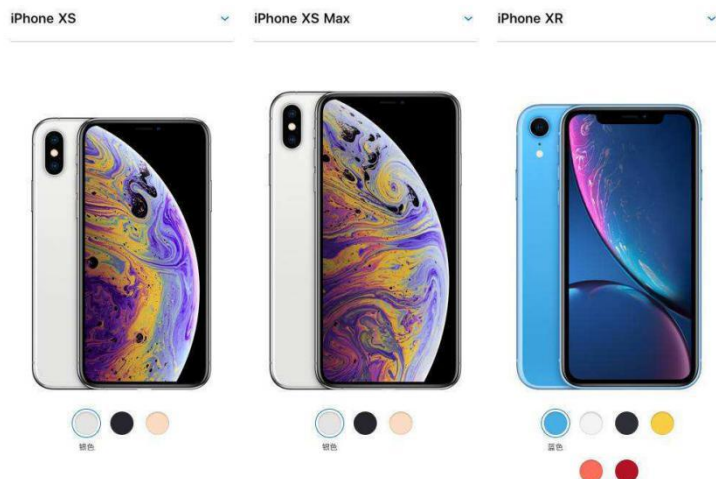 iPhone XS
iPhone XS Max
iPhone XR
银色
银色
蓝色